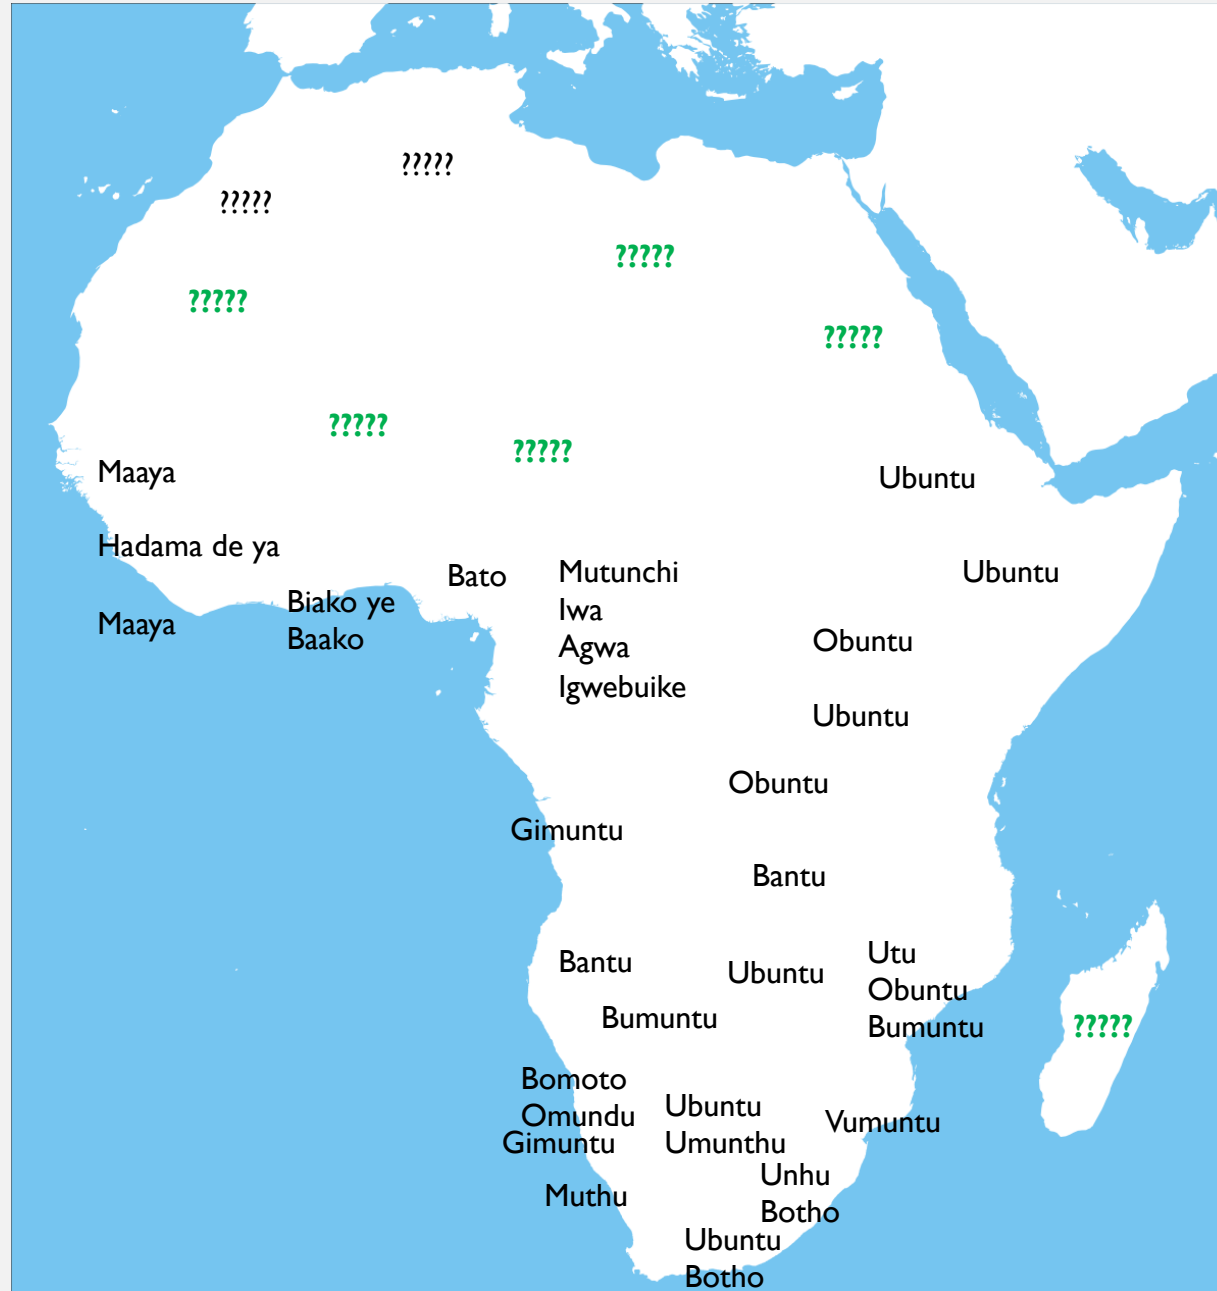 ?????
?????
?????
?????
?????
?????
?????
Maaya
Ubuntu
Hadama de ya
Bato
Mutunchi
Iwa
Agwa
Igwebuike
Ubuntu
Biako ye
Baako
Maaya
Obuntu
Ubuntu
Obuntu
Gimuntu
Bantu
Bantu
Ubuntu
Utu
Obuntu
Bumuntu
Bumuntu
?????
Bomoto
Omundu
Gimuntu
Ubuntu
Umunthu
Vumuntu
Muthu
Unhu
Botho
Ubuntu
Botho